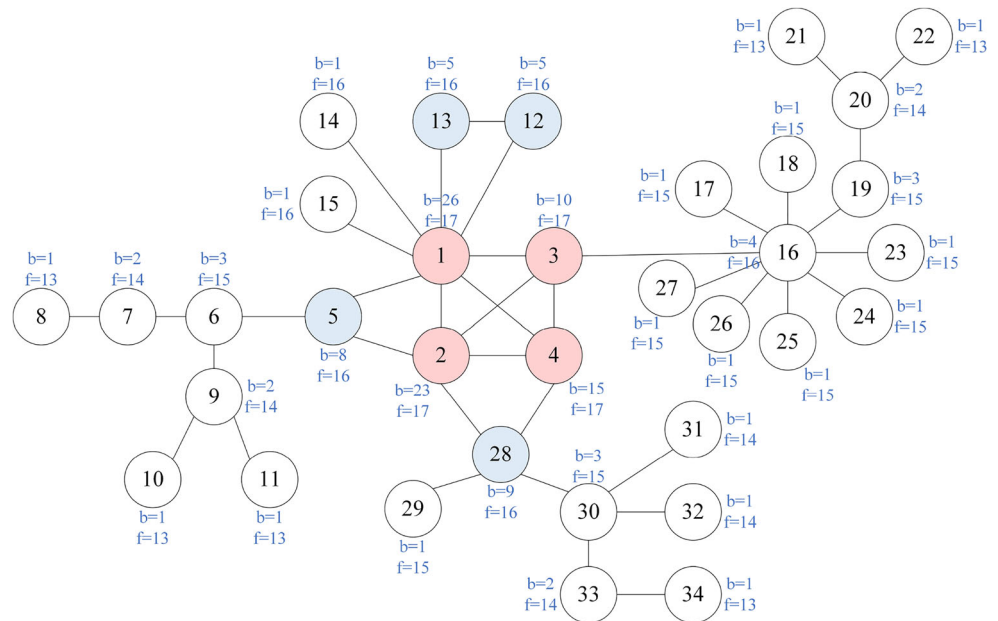 21
b=1
f=13
22
b=1
f=13
20
b=2
f=14
b=1
f=16
14
b=5
f=16
13
b=5
f=16
12
b=1
f=15
18
b=1
f=15
17
19
b=3
f=15
b=1
f=16
15
b=26
f=17
1
b=10
f=17
3
b=4
f=16
16
23
b=1
f=15
b=1
f=13
8
b=2
f=14
7
b=3
f=15
6
5
b=8
f=16
27
b=1
f=15
26
b=1
f=15
25
b=1
f=15
24
b=1
f=15
2
b=23
f=17
4
b=15
f=17
9
b=2
f=14
10
b=1
f=13
11
b=1
f=13
28
b=9
f=16
29
b=1
f=15
b=3
f=15
30
31
b=1
f=14
32
b=1
f=14
b=2
f=14
33
34
b=1
f=13